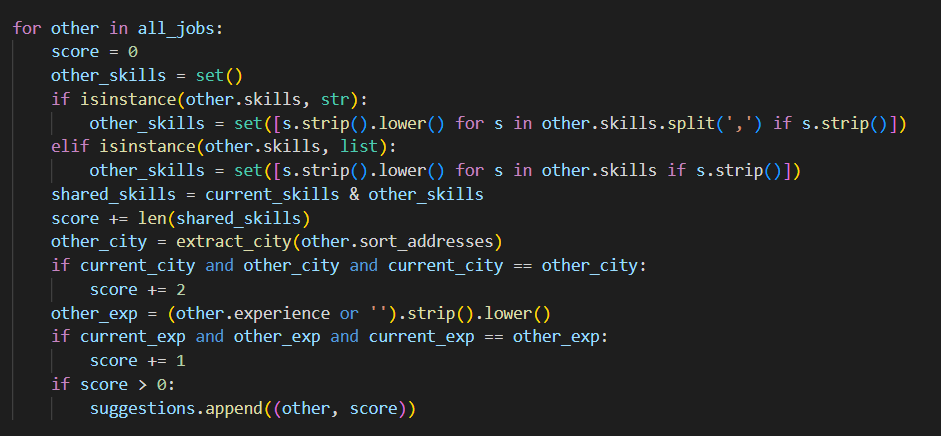 for other in all_jobs:
    score = 0
    other_skills = set()
    if isinstance(other.skills, str):
        other_skills = set([s.strip().lower() for s in other.skills.split(',') if s.strip()])
    elif isinstance(other.skills, list):
        other_skills = set([s.strip().lower() for s in other.skills if s.strip()])
    shared_skills = current_skills & other_skills
    score += len(shared_skills)
    other_city = extract_city(other.sort_addresses)
    if current_city and other_city and current_city == other_city:
        score += 2
    other_exp = (other.experience or '').strip().lower()
    if current_exp and other_exp and current_exp == other_exp:
        score += 1
    if score > 0:
        suggestions.append((other, score))